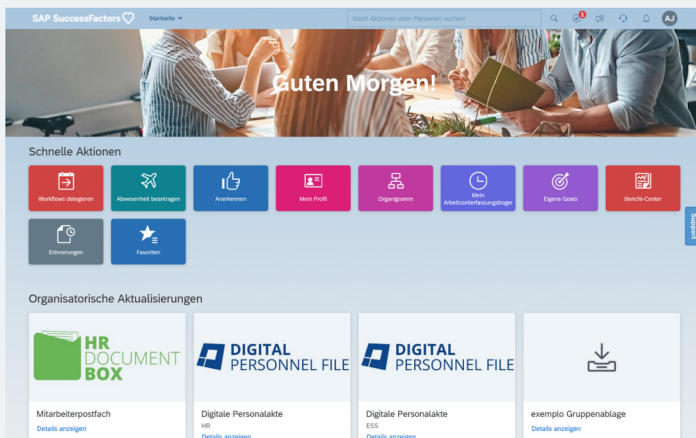 SAP SuccessFactors
Startseite
Nach Aktionen oder Personen suchen
1
AJ
Guten Morgen!
Schnelle Aktionen
Workflows delegieren
Abwesenheit beantragen
Anerkennen
Mein Profil
Organigramm
Mein
Arbeitszeiterfassungsboger
Eigene Goals
Bericht-Center
Erinnerungen
Favoriten
Support
Organisatorische Aktualisierungen
HR
DOCUMENT
BOX
DIGITAL
PERSONNEL FILE
DIGITAL
PERSONNEL FILE
Mitarbeiterpostfach
Details anzeigen
Digitale Personalakte
HR
Details anzeigen
Digitale Personalakte
ESS
Details anzeigen
exemplo Gruppenablage
Details anzeigen